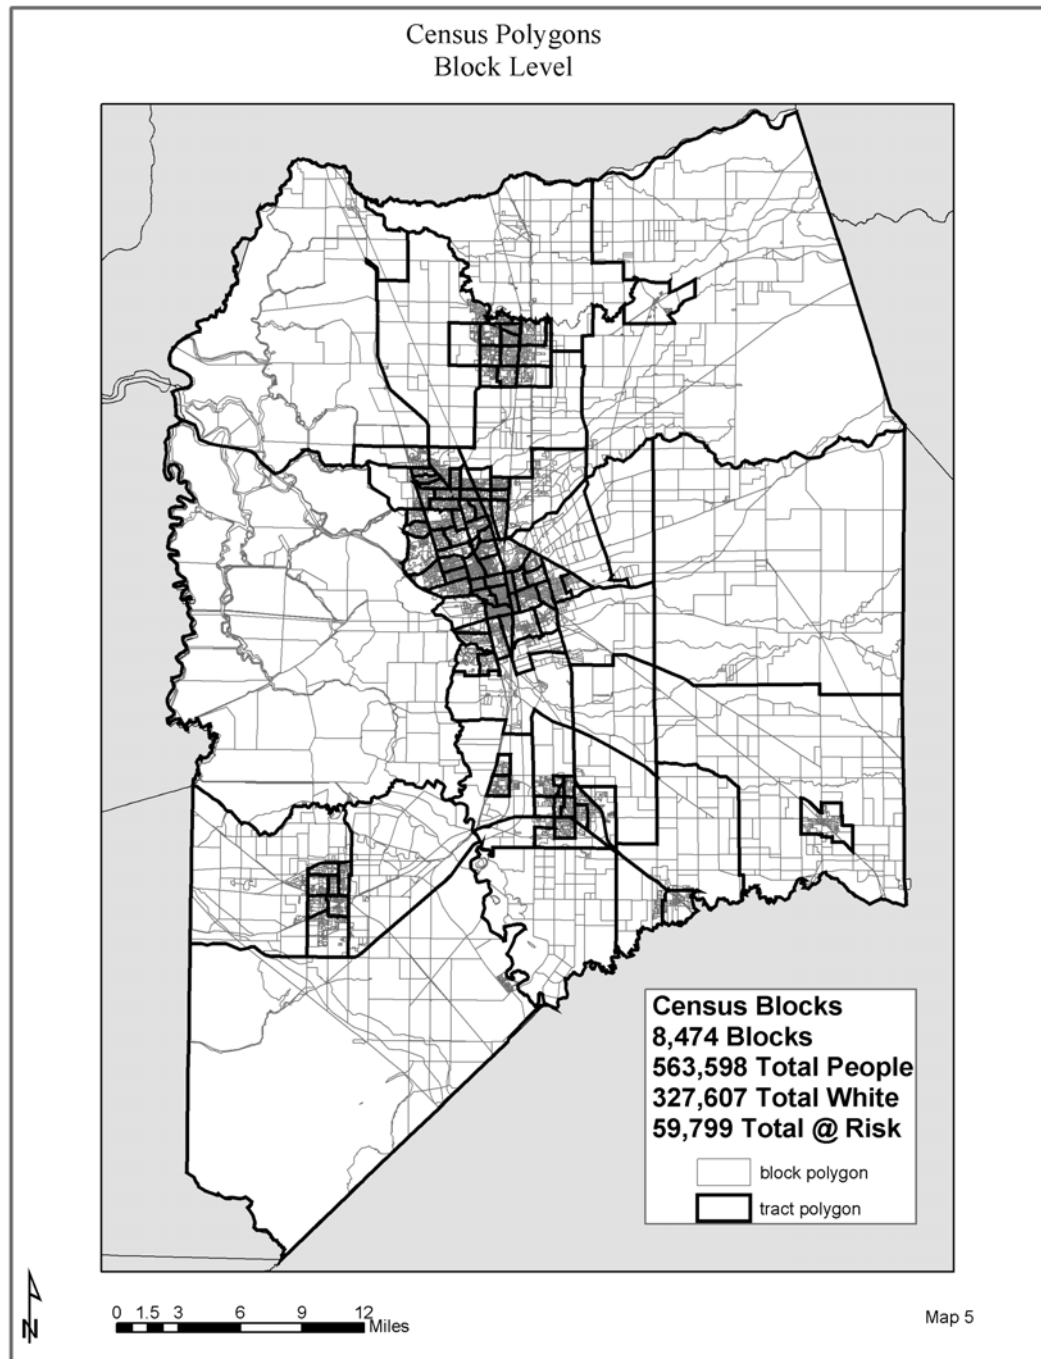 Census Polygons
Block Level
Census Blocks
8,474 Blocks
563,598 Total People
327,607 Total White
59,799 Total @ Risk
block polygon
tract polygon
N
0 1.5 3 6 9 12
Miles
Map 5